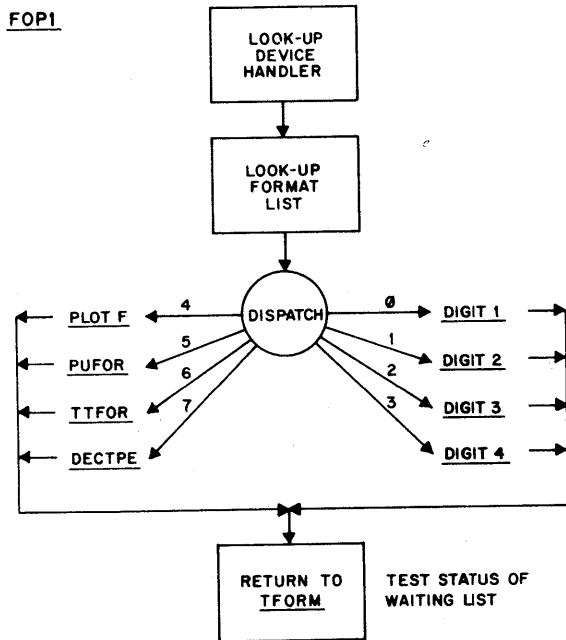 FOP1
LOOK-UP
DEVICE
HANDLER
LOOK-UP
FORMAT
LIST
DISPATCH
4
PLOT F
5
PUFOR
6
TTFOR
7
DECTPE
Ø
DIGIT 1
1
DIGIT 2
2
DIGIT 3
3
DIGIT 4
RETURN TO
TFORM
TEST STATUS OF
WAITING LIST